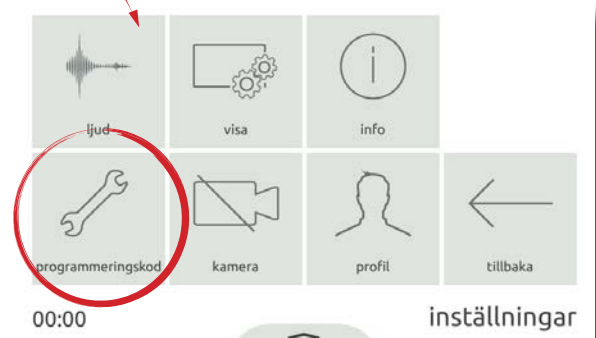 ljud visa info
programmeringskod kamera profil tillbaka
00:00 inställningar